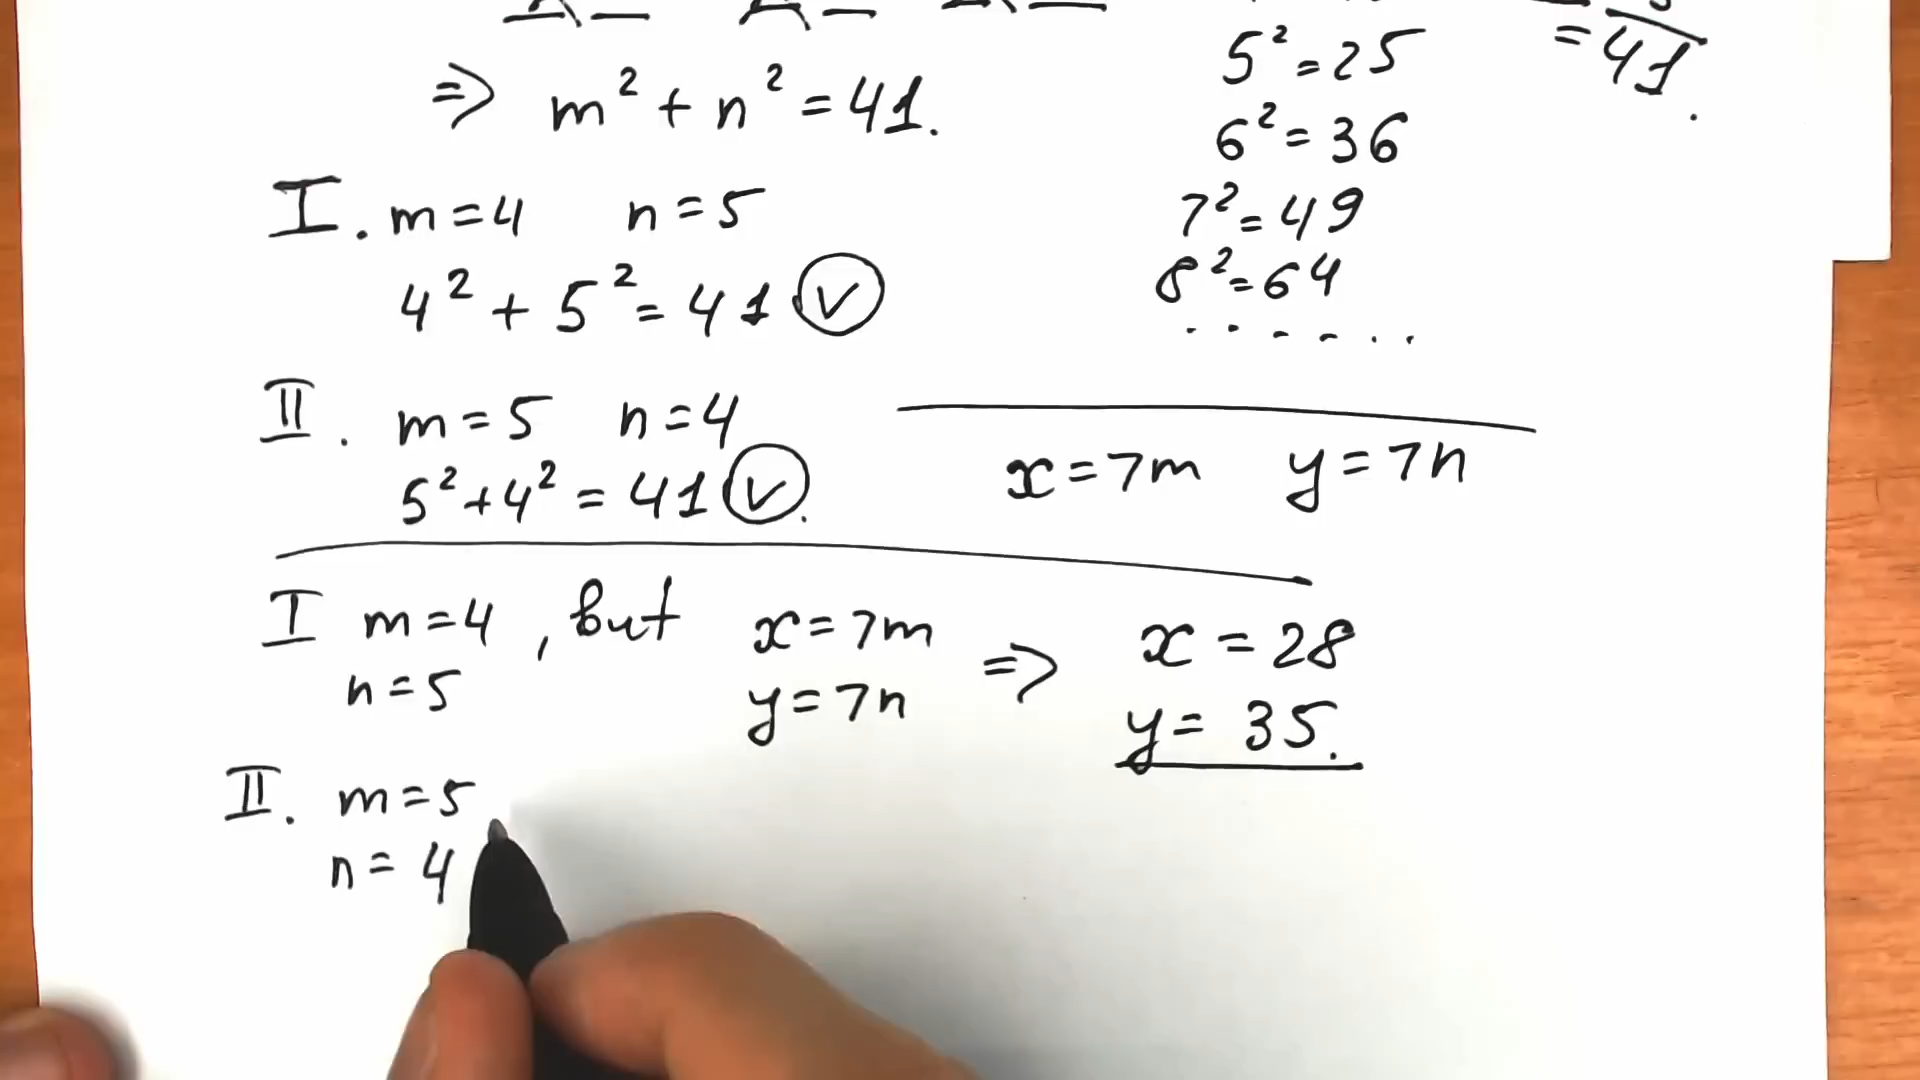 ⇒ m² + n² = 41.
5² = 25
6² = 36
7² = 49
8² = 64
. . . . . .
= 41.
I. m = 4 n = 5
4² + 5² = 41 ✓
II. m = 5 n = 4
5² + 4² = 41 ✓.
x = 7m y = 7n
I m = 4 , but x = 7m ⇒ x = 28
n = 5 y = 7n y = 35.
II. m = 5
n = 4